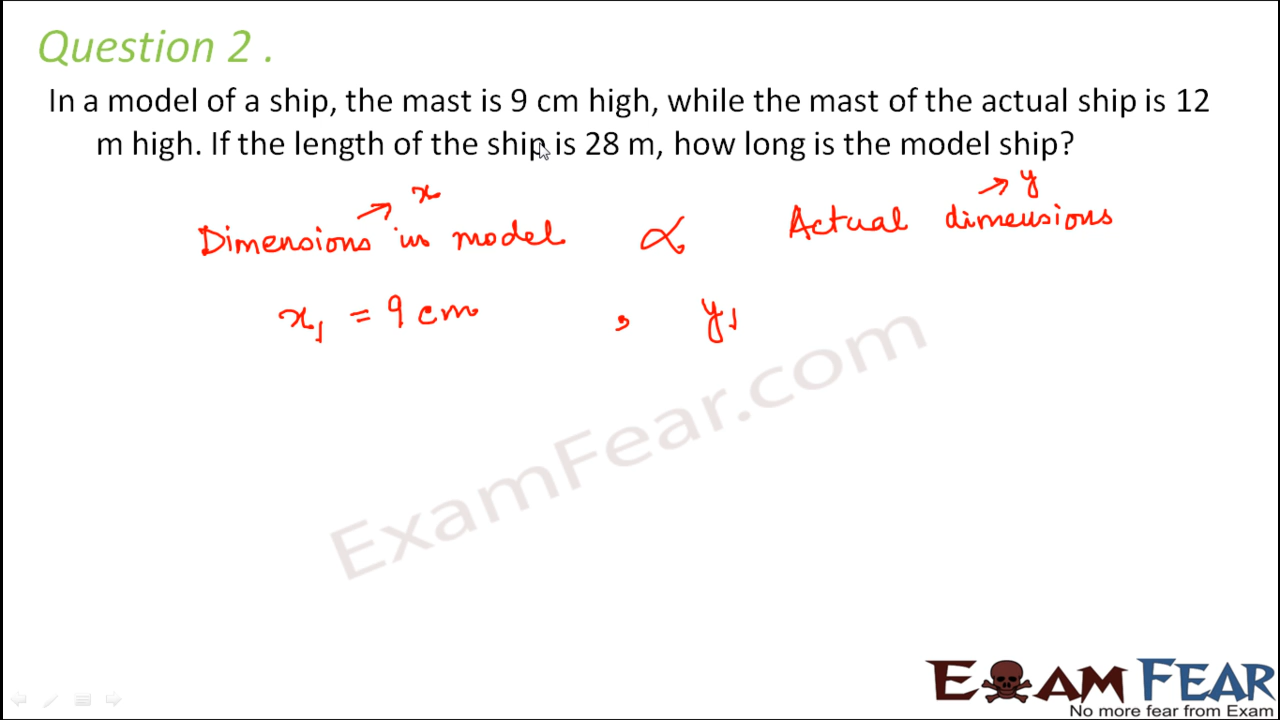 Question 2 .
In a model of a ship, the mast is 9 cm high, while the mast of the actual ship is 12
m high. If the length of the ship is 28 m, how long is the model ship?
→ x → y
Dimensions in model ∝ Actual dimensions
x₁ = 9 cm , y₁
ExamFear.com
EXAM FEAR
No more fear from Exam